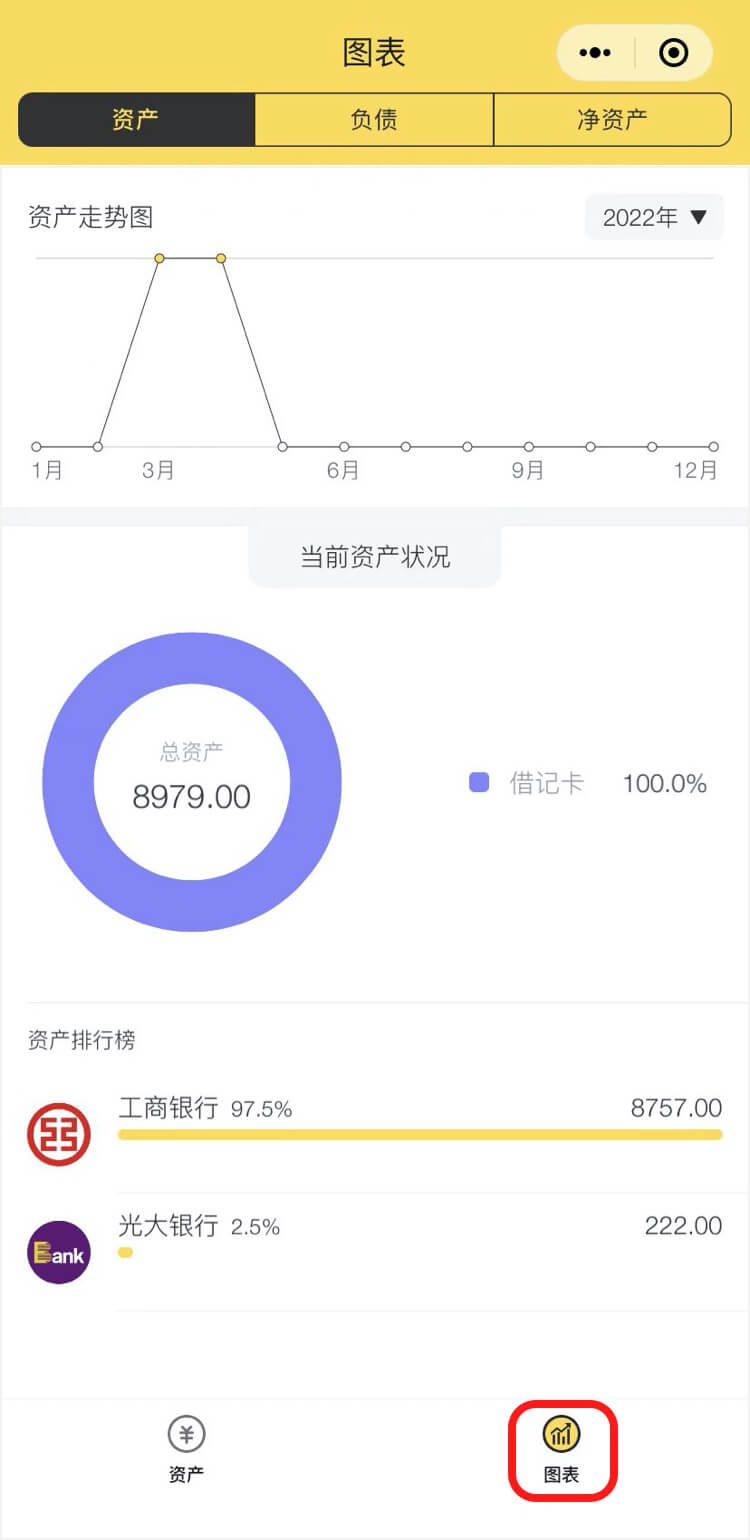 图表
资产 负债 净资产
资产走势图 2022年 ▼
1月 3月 6月 9月 12月
当前资产状况
总资产
8979.00
借记卡 100.0%
资产排行榜
工商银行 97.5% 8757.00
光大银行 2.5% 222.00
Bank
资产 图表